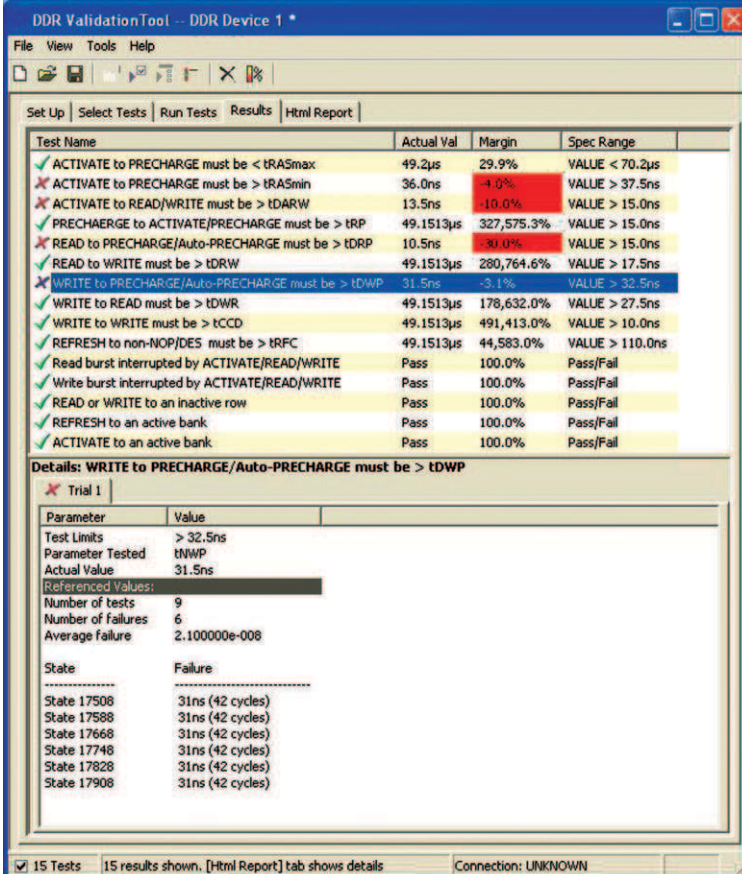 DDR ValidationTool -- DDR Device 1 *
File View Tools Help
Set Up Select Tests Run Tests Results Html Report
Test Name Actual Val Margin Spec Range
ACTIVATE to PRECHARGE must be < tRASmax 49.2µs 29.9% VALUE < 70.2µs
ACTIVATE to PRECHARGE must be > tRASmin 36.0ns -4.0% VALUE > 37.5ns
ACTIVATE to READ/WRITE must be > tDARW 13.5ns -10.0% VALUE > 15.0ns
PRECHAERGE to ACTIVATE/PRECHARGE must be > tRP 49.1513µs 327,575.3% VALUE > 15.0ns
READ to PRECHARGE/Auto-PRECHARGE must be > tDRP 10.5ns -30.0% VALUE > 15.0ns
READ to WRITE must be > tDRW 49.1513µs 280,764.6% VALUE > 17.5ns
WRITE to PRECHARGE/Auto-PRECHARGE must be > tDWP 31.5ns -3.1% VALUE > 32.5ns
WRITE to READ must be > tDWR 49.1513µs 178,632.0% VALUE > 27.5ns
WRITE to WRITE must be > tCCD 49.1513µs 491,413.0% VALUE > 10.0ns
REFRESH to non-NOP/DES must be > tRFC 49.1513µs 44,583.0% VALUE > 110.0ns
Read burst interrupted by ACTIVATE/READ/WRITE Pass 100.0% Pass/Fail
Write burst interrupted by ACTIVATE/READ/WRITE Pass 100.0% Pass/Fail
READ or WRITE to an inactive row Pass 100.0% Pass/Fail
REFRESH to an active bank Pass 100.0% Pass/Fail
ACTIVATE to an active bank Pass 100.0% Pass/Fail
Details: WRITE to PRECHARGE/Auto-PRECHARGE must be > tDWP
Trial 1
Parameter Value
Test Limits > 32.5ns
Parameter Tested tNWP
Actual Value 31.5ns
Referenced Values:
Number of tests 9
Number of failures 6
Average failure 2.100000e-008
State Failure
--------------- ----------------------------
State 17508 31ns (42 cycles)
State 17588 31ns (42 cycles)
State 17668 31ns (42 cycles)
State 17748 31ns (42 cycles)
State 17828 31ns (42 cycles)
State 17908 31ns (42 cycles)
15 Tests 15 results shown. [Html Report] tab shows details Connection: UNKNOWN